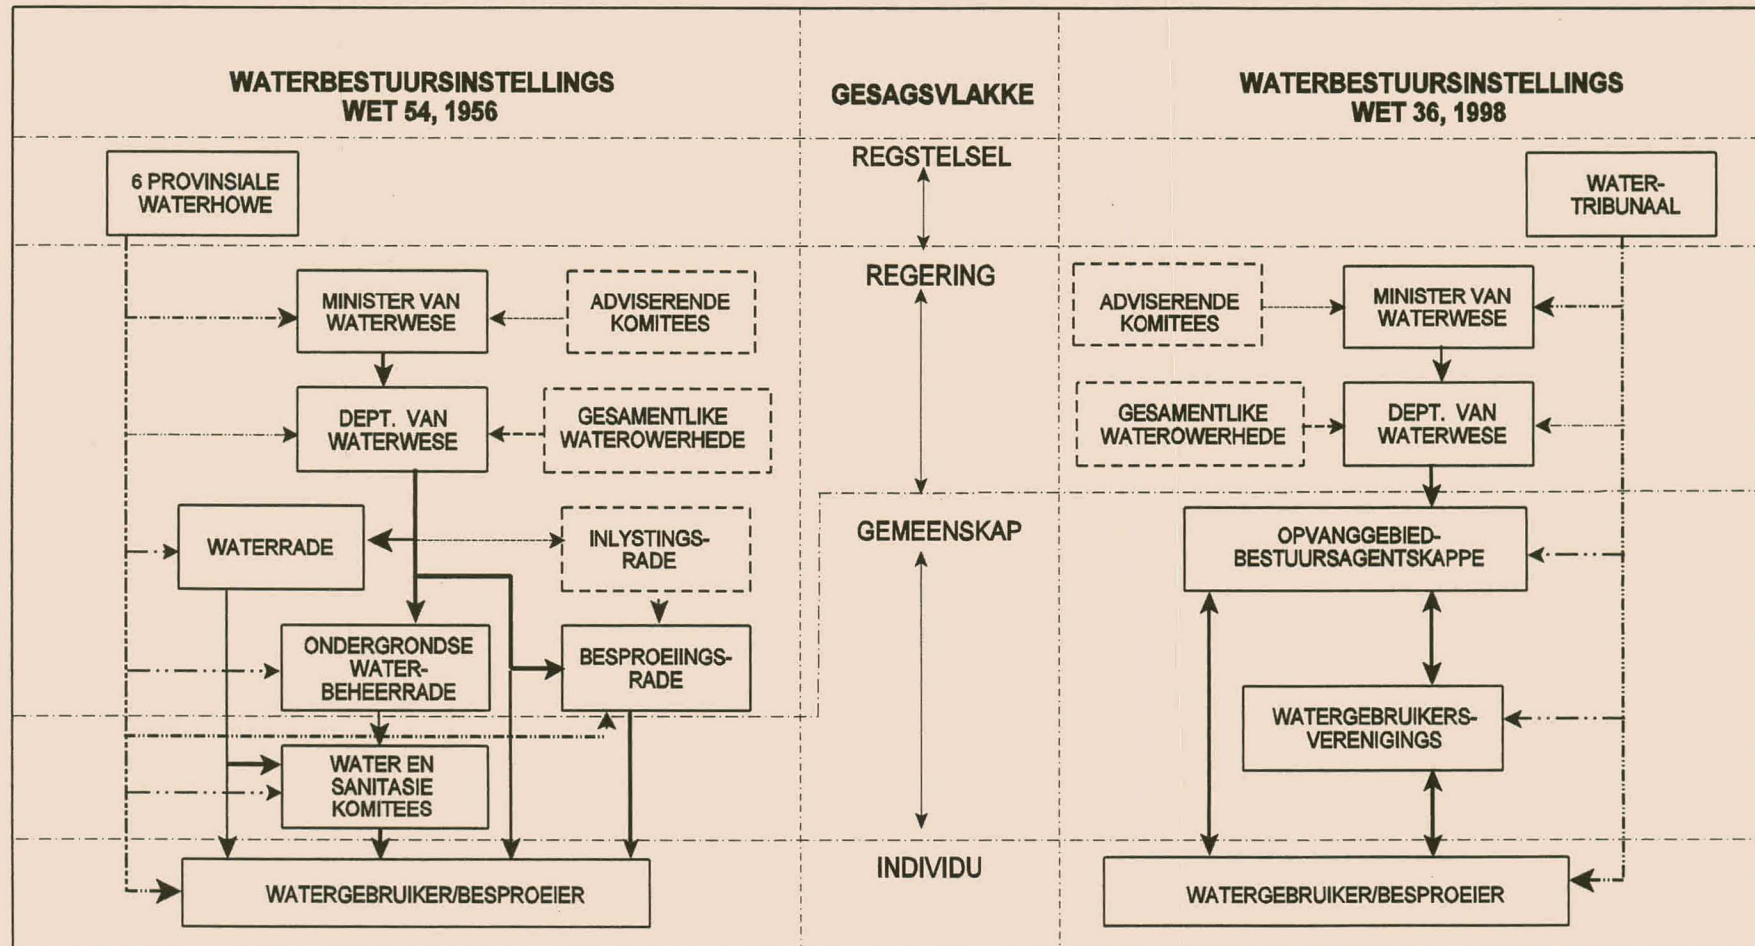 WATERBESTUURSINSTELLINGS
WET 54, 1956
GESAGSVLAKKE
WATERBESTUURSINSTELLINGS
WET 36, 1998
6 PROVINSIALE
WATERHOWE
REGSTELSEL
WATER-
TRIBUNAAL
MINISTER VAN
WATERWESE
ADVISERENDE
KOMITEES
REGERING
ADVISERENDE
KOMITEES
MINISTER VAN
WATERWESE
DEPT. VAN
WATERWESE
GESAMENTLIKE
WATEROWERHEDE
GESAMENTLIKE
WATEROWERHEDE
DEPT. VAN
WATERWESE
WATERRADE
INLYSTINGS-
RADE
GEMEENSKAP
OPVANGGEBIED-
BESTUURSAGENTSKAPPE
ONDERGRONDSE
WATER-
BEHEERRADE
BESPROEIINGS-
RADE
WATERGEBRUIKERS-
VERENIGINGS
WATER EN
SANITASIE
KOMITEES
WATERGEBRUIKER/BESPROEIER
INDIVIDU
WATERGEBRUIKER/BESPROEIER